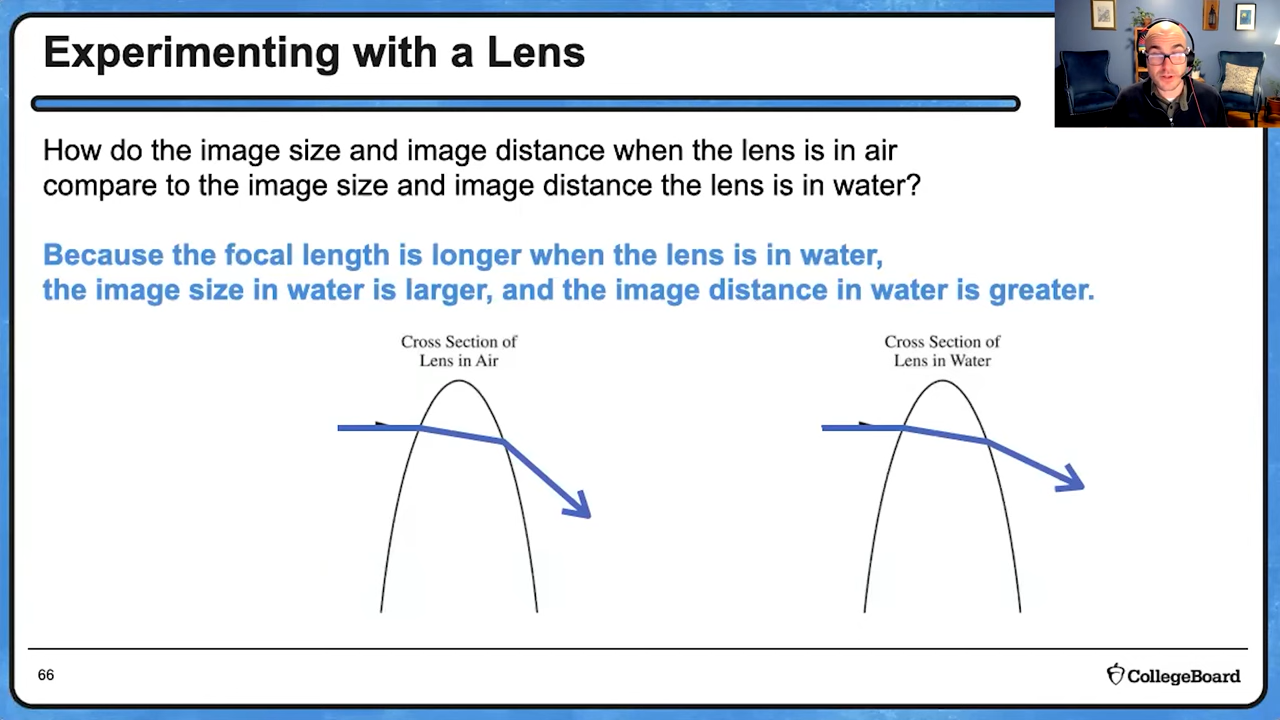 Experimenting with a Lens
How do the image size and image distance when the lens is in air
compare to the image size and image distance the lens is in water?
Because the focal length is longer when the lens is in water,
the image size in water is larger, and the image distance in water is greater.
Cross Section of
Lens in Air
Cross Section of
Lens in Water
66
CollegeBoard